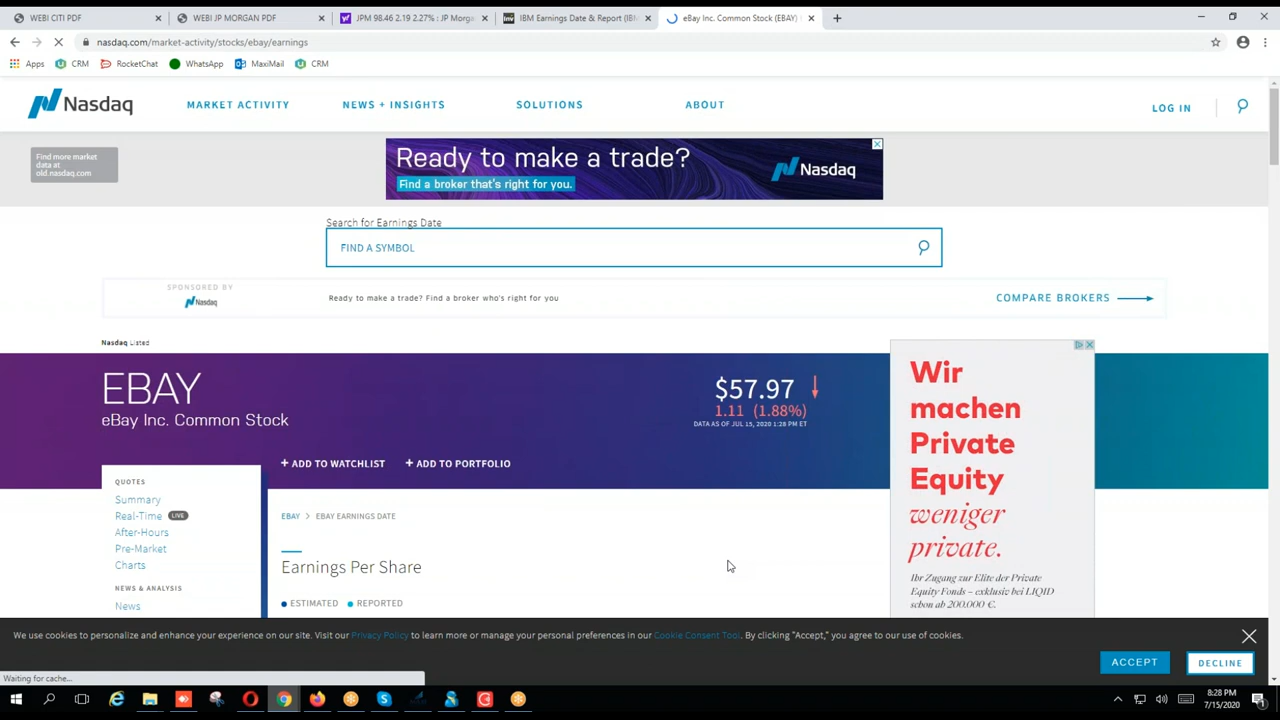 WEBI CITI PDF
WEBI JP MORGAN PDF
JPM 98.46 2.19 2.27% : JP Morga
IBM Earnings Date & Report (IBM
eBay Inc. Common Stock (EBAY)
nasdaq.com/market-activity/stocks/ebay/earnings
Apps
CRM
RocketChat
WhatsApp
MaxiMail
CRM
Nasdaq
MARKET ACTIVITY
NEWS + INSIGHTS
SOLUTIONS
ABOUT
LOG IN
Find more market
data at
old.nasdaq.com
Ready to make a trade?
Find a broker that's right for you.
Nasdaq
Search for Earnings Date
FIND A SYMBOL
SPONSORED BY
Nasdaq
Ready to make a trade? Find a broker who's right for you
COMPARE BROKERS
Nasdaq Listed
EBAY
eBay Inc. Common Stock
$57.97
1.11 (1.88%)
DATA AS OF JUL 15, 2020 1:28 PM ET
+ ADD TO WATCHLIST
+ ADD TO PORTFOLIO
QUOTES
Summary
Real-Time LIVE
After-Hours
Pre-Market
Charts
NEWS & ANALYSIS
News
EBAY > EBAY EARNINGS DATE
Earnings Per Share
ESTIMATED
REPORTED
Wir
machen
Private
Equity
weniger
private.
Ihr Zugang zur Elite der Private
Equity Fonds – exklusiv bei LIQID
schon ab 200.000 €.
We use cookies to personalize and enhance your experience on our site. Visit our Privacy Policy to learn more or manage your personal preferences in our Cookie Consent Tool. By clicking "Accept," you agree to our use of cookies.
ACCEPT
DECLINE
Waiting for cache...
8:28 PM
7/15/2020